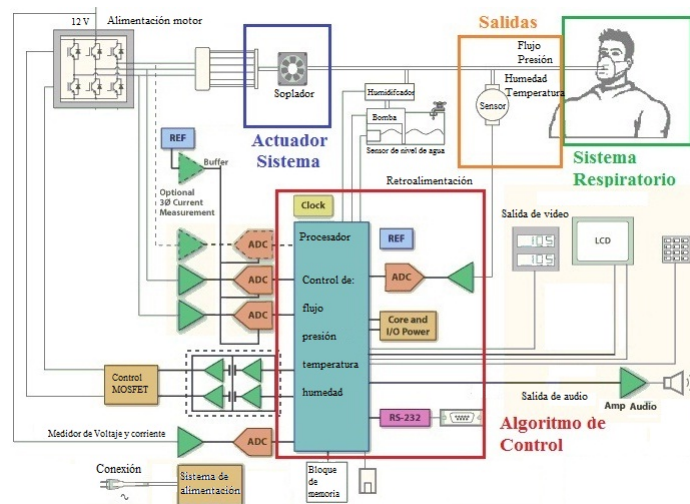 Alimentación motor
12 V
Salidas
Flujo
Presión
Humedad
Temperatura
Soplador
Humidifcador
Bomba
Sensor de nivel de agua
Sensor
Actuador
Sistema
Sistema
Respiratorio
REF
Buffer
Optional
3Ø Current
Measurement
Retroalimentación
Clock
Procesador
REF
Salida de video
LCD
105
105
ADC
ADC
ADC
ADC
Control de:
flujo
presión
temperatura
humedad
Core and
I/O Power
Control
MOSFET
Salida de audio
Amp Audio
RS-232
Algoritmo de
Control
Medidor de Voltaje y corriente
ADC
Conexión
Sistema de
alimentación
Bloque
de
memoria